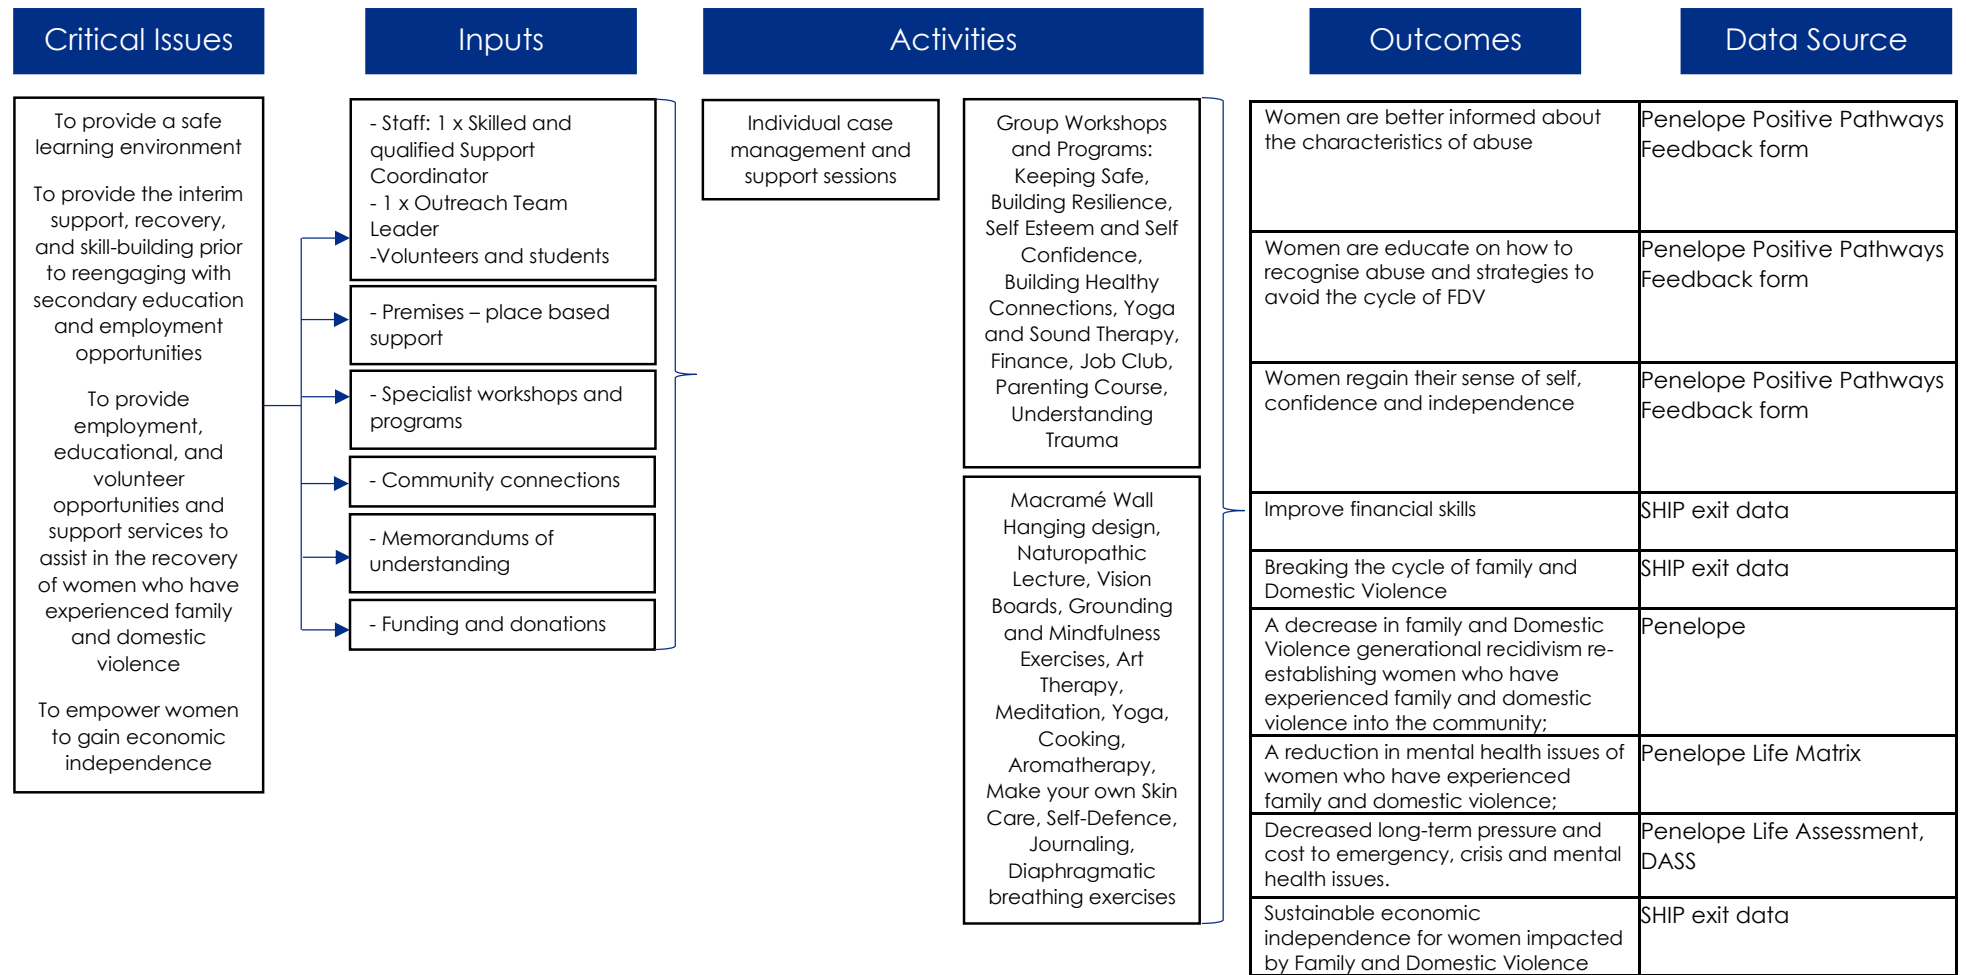 Critical Issues
Inputs
Activities
Outcomes
Data Source
To provide a safe
learning environment
To provide the interim
support, recovery,
and skill-building prior
to reengaging with
secondary education
and employment
opportunities
To provide
employment,
educational, and
volunteer
opportunities and
support services to
assist in the recovery
of women who have
experienced family
and domestic
violence
To empower women
to gain economic
independence
- Staff: 1 x Skilled and
qualified Support
Coordinator
- 1 x Outreach Team
Leader
-Volunteers and students
- Premises – place based
support
- Specialist workshops and
programs
- Community connections
- Memorandums of
understanding
- Funding and donations
Individual case
management and
support sessions
Group Workshops
and Programs:
Keeping Safe,
Building Resilience,
Self Esteem and Self
Confidence,
Building Healthy
Connections, Yoga
and Sound Therapy,
Finance, Job Club,
Parenting Course,
Understanding
Trauma
Macramé Wall
Hanging design,
Naturopathic
Lecture, Vision
Boards, Grounding
and Mindfulness
Exercises, Art
Therapy,
Meditation, Yoga,
Cooking,
Aromatherapy,
Make your own Skin
Care, Self-Defence,
Journaling,
Diaphragmatic
breathing exercises
Women are better informed about
the characteristics of abuse
Penelope Positive Pathways
Feedback form
Women are educate on how to
recognise abuse and strategies to
avoid the cycle of FDV
Penelope Positive Pathways
Feedback form
Women regain their sense of self,
confidence and independence
Penelope Positive Pathways
Feedback form
Improve financial skills
SHIP exit data
Breaking the cycle of family and
Domestic Violence
SHIP exit data
A decrease in family and Domestic
Violence generational recidivism re-
establishing women who have
experienced family and domestic
violence into the community;
Penelope
A reduction in mental health issues of
women who have experienced
family and domestic violence;
Penelope Life Matrix
Decreased long-term pressure and
cost to emergency, crisis and mental
health issues.
Penelope Life Assessment,
DASS
Sustainable economic
independence for women impacted
by Family and Domestic Violence
SHIP exit data